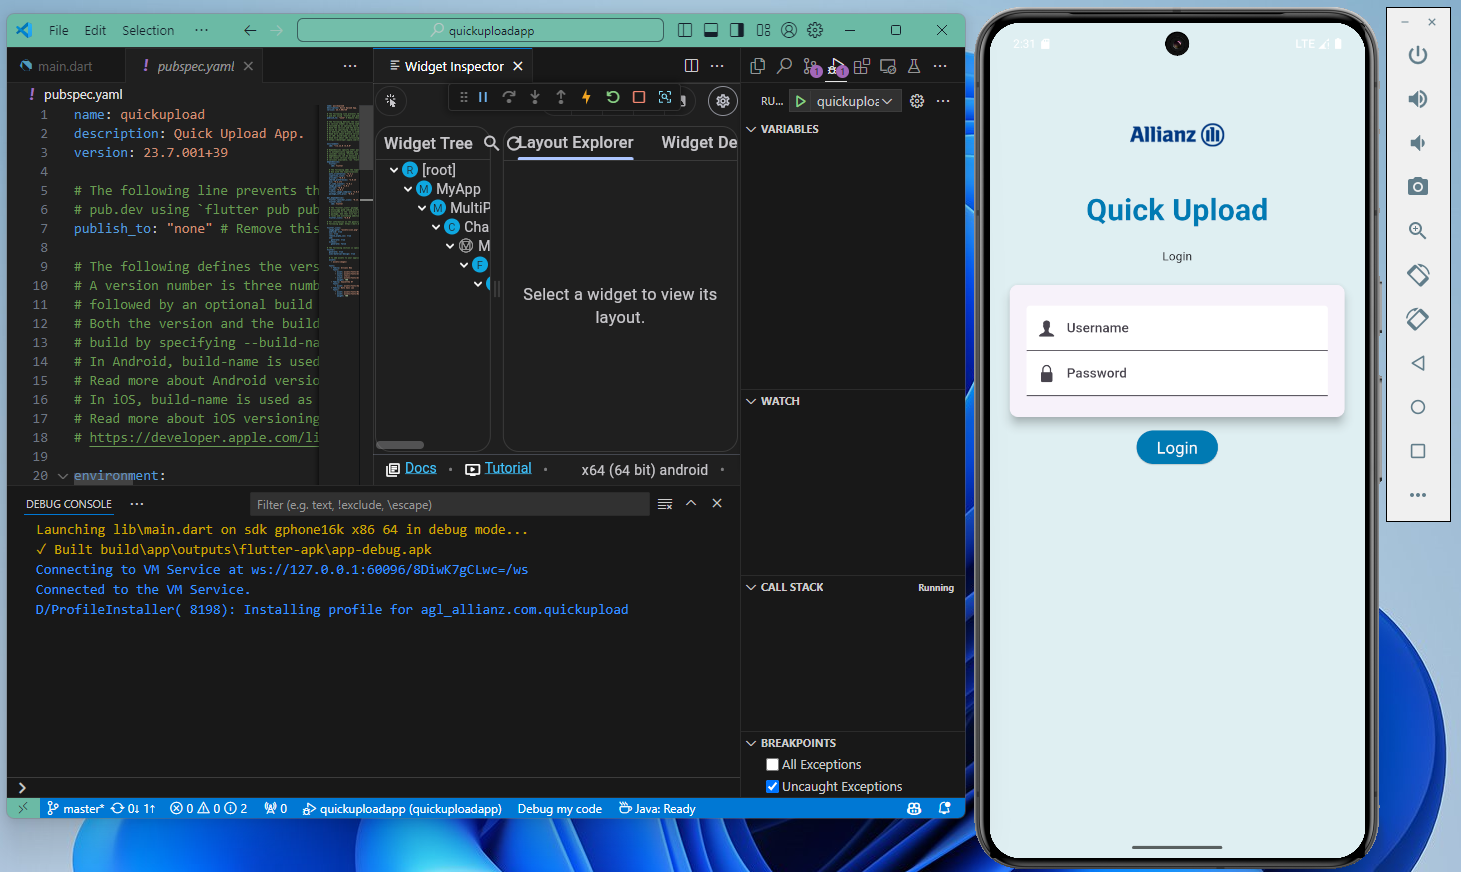 File Edit Selection ··· quickuploadapp
main.dart ! pubspec.yaml ···
! pubspec.yaml
1 name: quickupload
2 description: Quick Upload App.
3 version: 23.7.001+39
4
5 # The following line prevents th
6 # pub.dev using `flutter pub pub
7 publish_to: "none" # Remove this
8
9 # The following defines the vers
10 # A version number is three numb
11 # followed by an optional build
12 # Both the version and the build
13 # build by specifying --build-na
14 # In Android, build-name is used
15 # Read more about Android versio
16 # In iOS, build-name is used as
17 # Read more about iOS versioning
18 # https://developer.apple.com/li
19
20 environment:
Widget Inspector
Widget Tree
[root]
R
MyApp
M
MultiP
M
Cha
C
M
F
Layout Explorer Widget De
Select a widget to view its
layout.
Docs • Tutorial • x64 (64 bit) android •
1 1
RU... quickuploa ···
VARIABLES
WATCH
CALL STACK Running
BREAKPOINTS
All Exceptions
Uncaught Exceptions
DEBUG CONSOLE ··· Filter (e.g. text, !exclude, \escape)
Launching lib\main.dart on sdk gphone16k x86 64 in debug mode...
✓ Built build\app\outputs\flutter-apk\app-debug.apk
Connecting to VM Service at ws://127.0.0.1:60096/8DiwK7gCLwc=/ws
Connected to the VM Service.
D/ProfileInstaller( 8198): Installing profile for agl_allianz.com.quickupload
master* 0↓ 1↑ 0 0 2 0 quickuploadapp (quickuploadapp) Debug my code Java: Ready
2:31 LTE
Allianz
Quick Upload
Login
Username
Password
Login